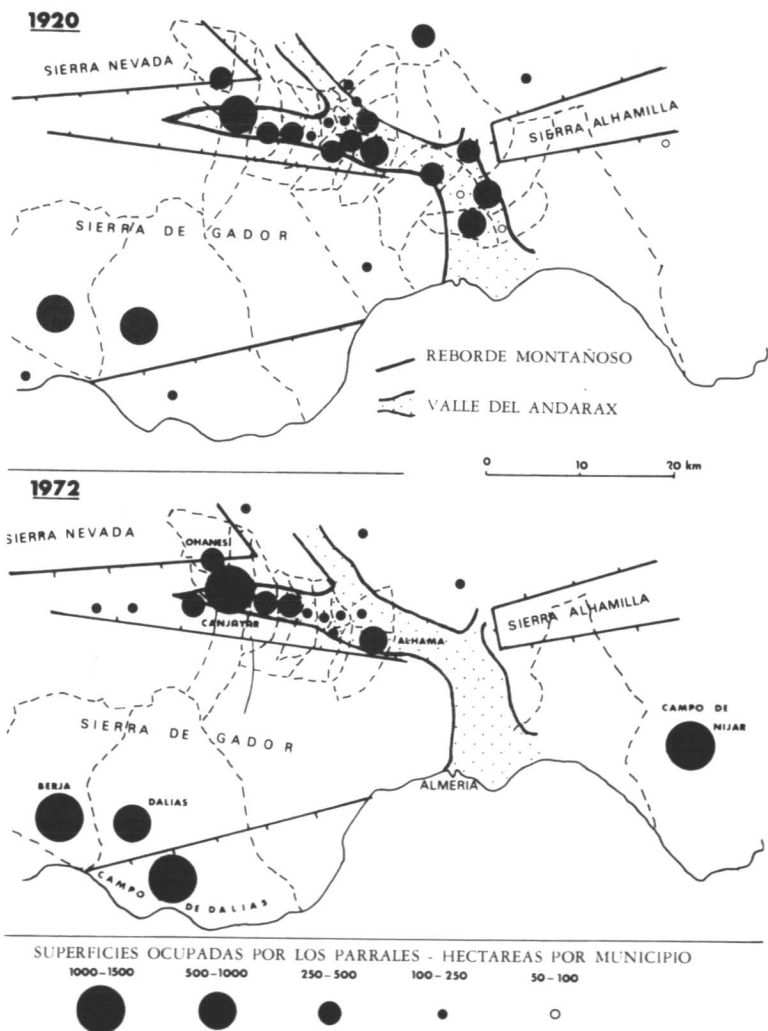 1920
SIERRA NEVADA
SIERRA ALHAMILLA
SIERRA DE GADOR
REBORDE MONTAÑOSO
VALLE DEL ANDARAX
0 10 20 km
1972
SIERRA NEVADA
OHANES
SIERRA ALHAMILLA
CANJAYAR
ALHAMA
CAMPO DE
NIJAR
SIERRA DE GADOR
BERJA
DALIAS
ALMERIA
CAMPO DE DALIAS
SUPERFICIES OCUPADAS POR LOS PARRALES - HECTAREAS POR MUNICIPIO
1000-1500 5000-1000 250-500 100-250 50-100